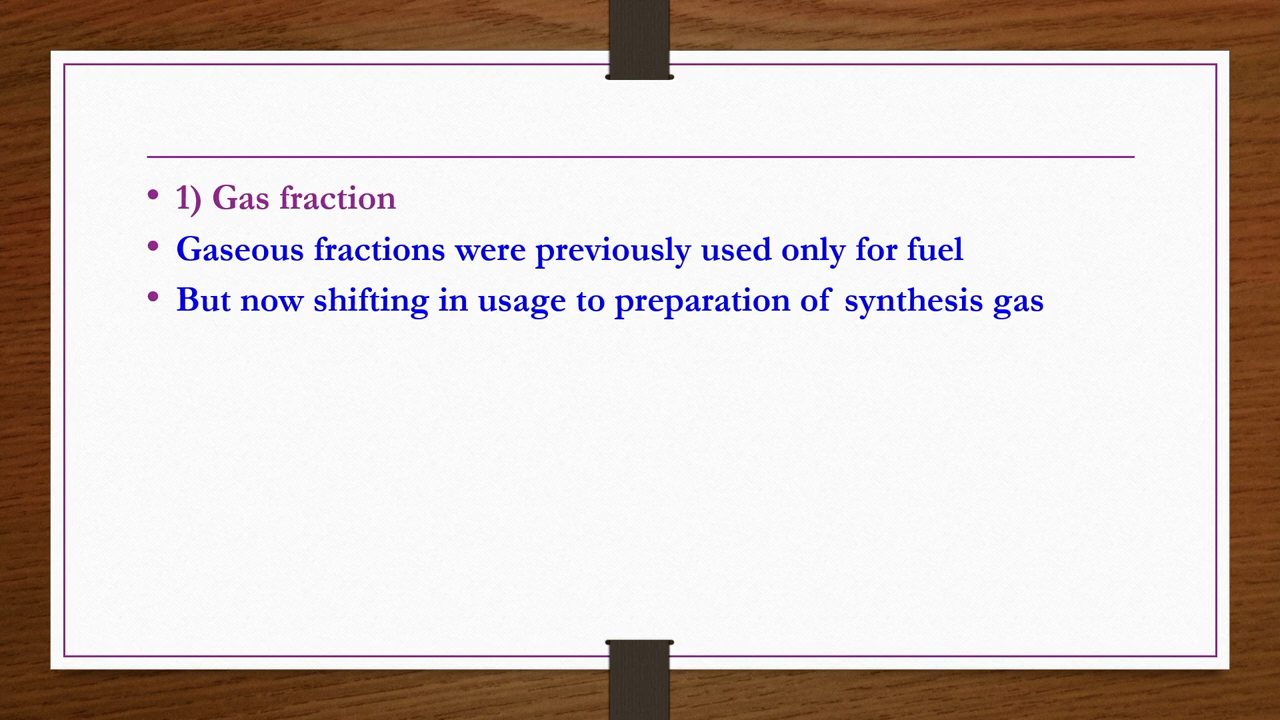 • 1) Gas fraction
• Gaseous fractions were previously used only for fuel
• But now shifting in usage to preparation of synthesis gas